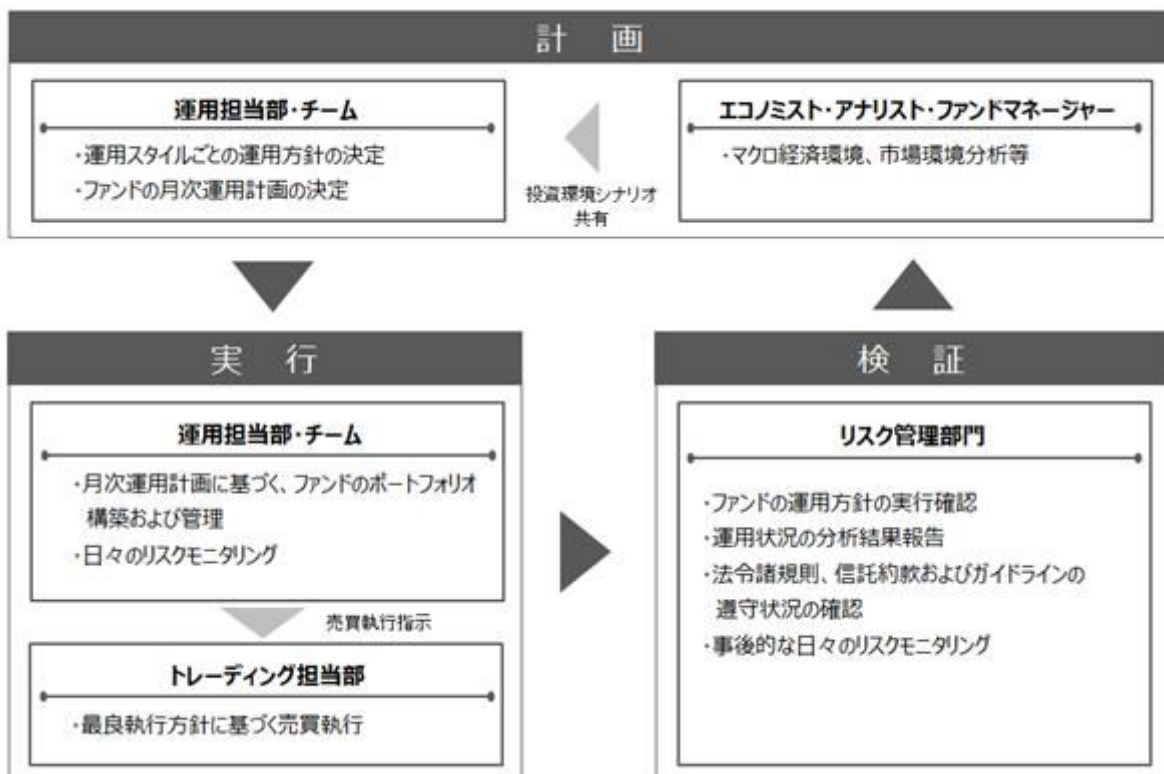 計 画
運用担当部・チーム
・運用スタイルごとの運用方針の決定
・ファンドの月次運用計画の決定
投資環境シナリオ
共有
エコノミスト・アナリスト・ファンドマネージャー
・マクロ経済環境、市場環境分析等
実 行
運用担当部・チーム
・月次運用計画に基づく、ファンドのポートフォリオ
構築および管理
・日々のリスクモニタリング
売買執行指示
トレーディング担当部
・最良執行方針に基づく売買執行
検 証
リスク管理部門
・ファンドの運用方針の実行確認
・運用状況の分析結果報告
・法令諸規則、信託約款およびガイドラインの
遵守状況の確認
・事後的な日々のリスクモニタリング